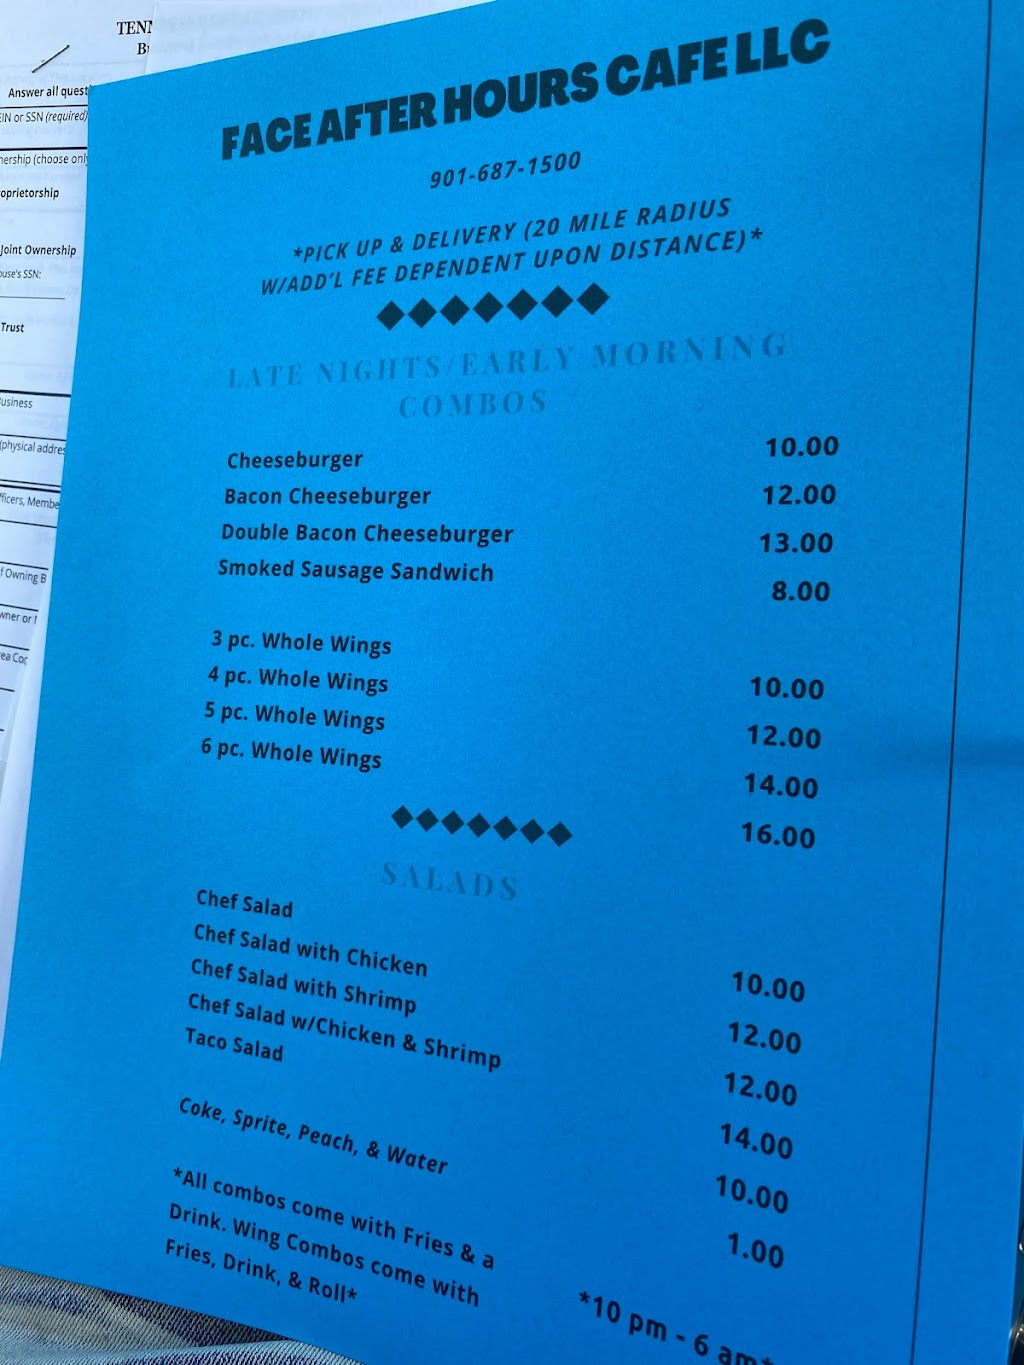 TENN
Answer all quest
EIN or SSN (required)
nership (choose only
oprietorship
Joint Ownership
ouse's SSN:
Trust
Business
(physical addres
fficers, Membe
f Owning B
wner or
rea Cod
FACE AFTER HOURS CAFE LLC
901-687-1500
*PICK UP & DELIVERY (20 MILE RADIUS
W/ADD'L FEE DEPENDENT UPON DISTANCE)*
LATE NIGHTS/EARLY MORNING
COMBOS
Cheeseburger 10.00
Bacon Cheeseburger 12.00
Double Bacon Cheeseburger 13.00
Smoked Sausage Sandwich 8.00
3 pc. Whole Wings 10.00
4 pc. Whole Wings 12.00
5 pc. Whole Wings 14.00
6 pc. Whole Wings 16.00
SALADS
Chef Salad 10.00
Chef Salad with Chicken 12.00
Chef Salad with Shrimp 12.00
Chef Salad w/Chicken & Shrimp 14.00
Taco Salad 10.00
Coke, Sprite, Peach, & Water 1.00
*All combos come with Fries & a
Drink. Wing Combos come with
Fries, Drink, & Roll*
*10 pm - 6 am*